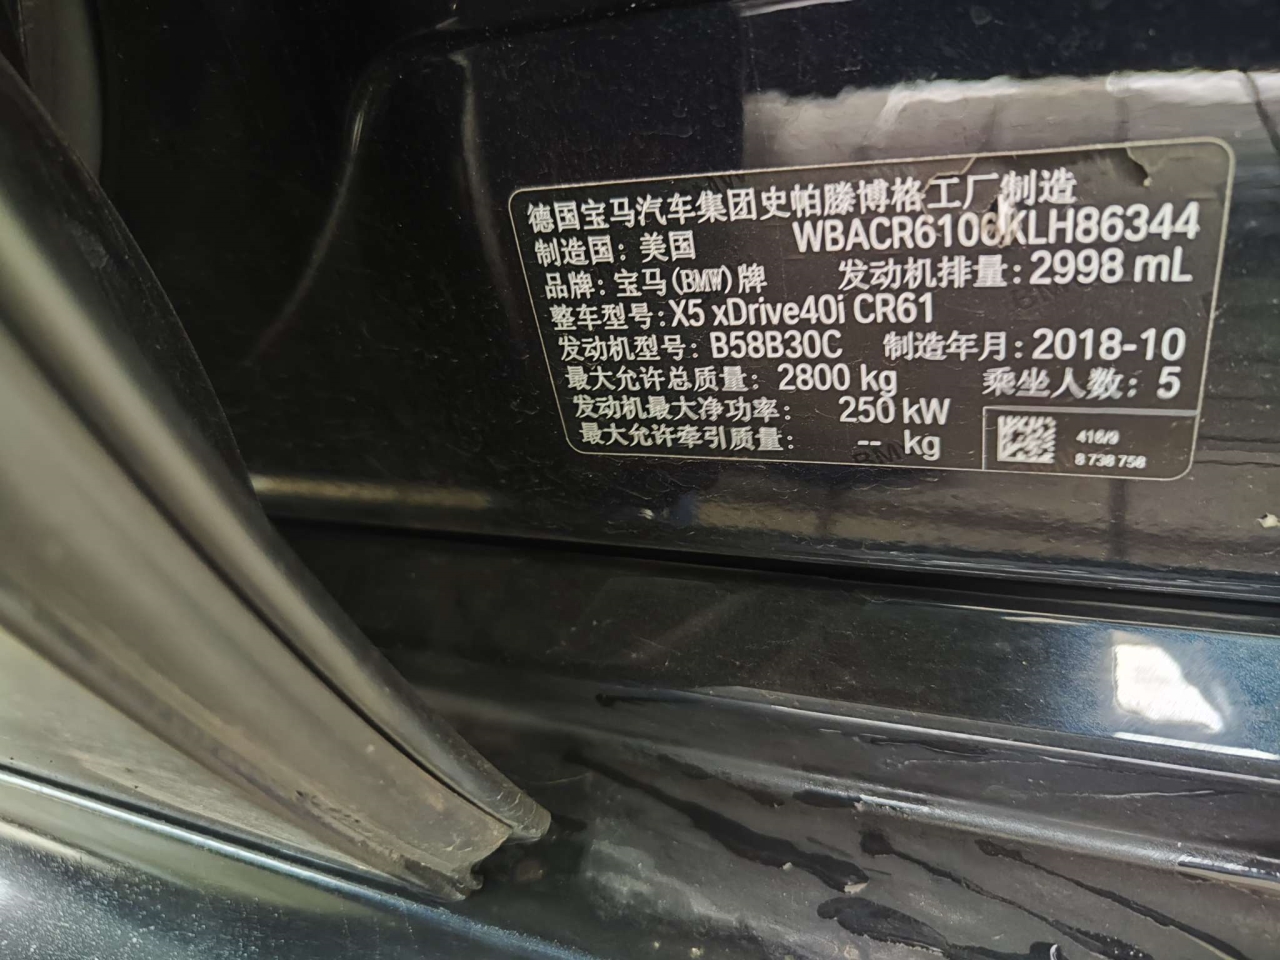 德国宝马汽车集团史帕滕博格工厂制造
制造国：美国 WBACR6106KLH86344
品牌：宝马(BMW)牌 发动机排量：2998 mL
整车型号：X5 xDrive40i CR61
发动机型号：B58B30C 制造年月：2018-10
最大允许总质量：2800 kg 乘坐人数：5
发动机最大净功率：250 kW
最大允许牵引质量：-- kg
416/9
8 738 758